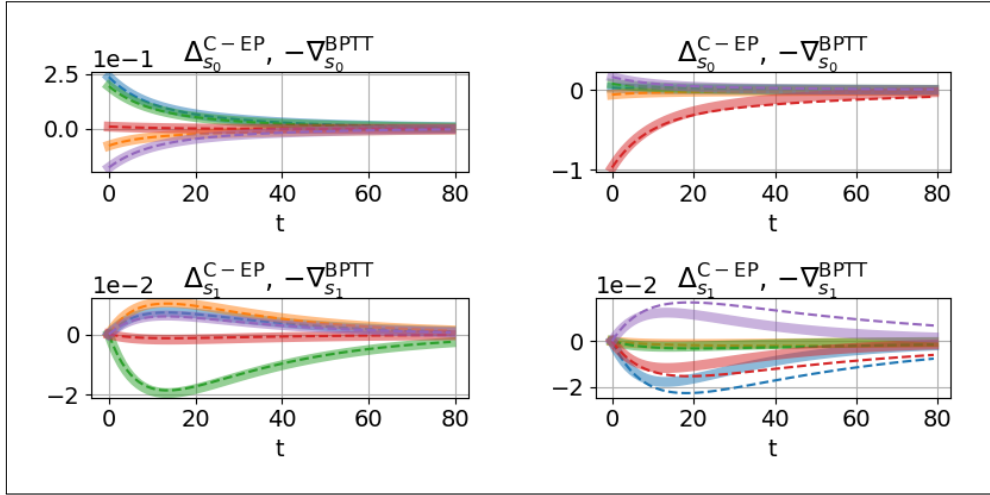 Δ_{s_0}^{C−EP}, −∇_{s_0}^{BPTT}
1e−1
2.5
0.0
0 20 40 60 80
t
Δ_{s_0}^{C−EP}, −∇_{s_0}^{BPTT}
0
−1
0 20 40 60 80
t
Δ_{s_1}^{C−EP}, −∇_{s_1}^{BPTT}
1e−2
0
−2
0 20 40 60 80
t
Δ_{s_1}^{C−EP}, −∇_{s_1}^{BPTT}
1e−2
0
−2
0 20 40 60 80
t